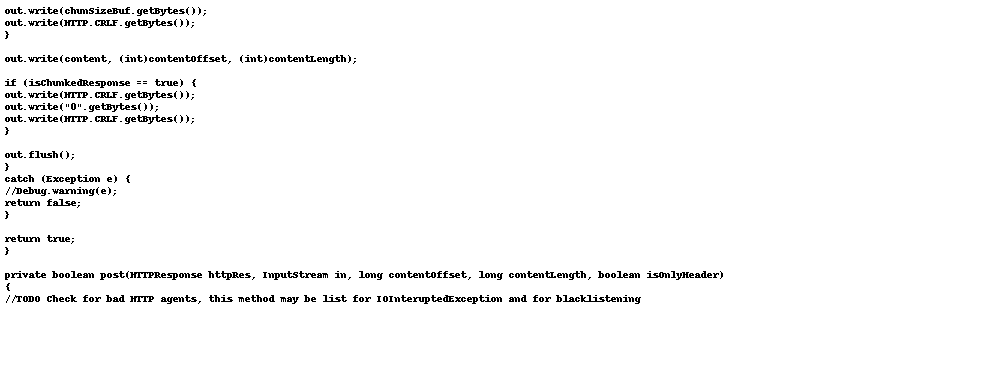 out.write(chunSizeBuf.getBytes());
out.write(HTTP.CRLF.getBytes());
}
out.write(content, (int)contentOffset, (int)contentLength);
if (isChunkedResponse == true) {
out.write(HTTP.CRLF.getBytes());
out.write("0".getBytes());
out.write(HTTP.CRLF.getBytes());
}
out.flush();
}
catch (Exception e) {
//Debug.warning(e);
return false;
}
return true;
}
private boolean post(HTTPResponse httpRes, InputStream in, long contentOffset, long contentLength, boolean isOnlyHeader)
{
//TODO Check for bad HTTP agents, this method may be list for IOInteruptedException and for blacklistening